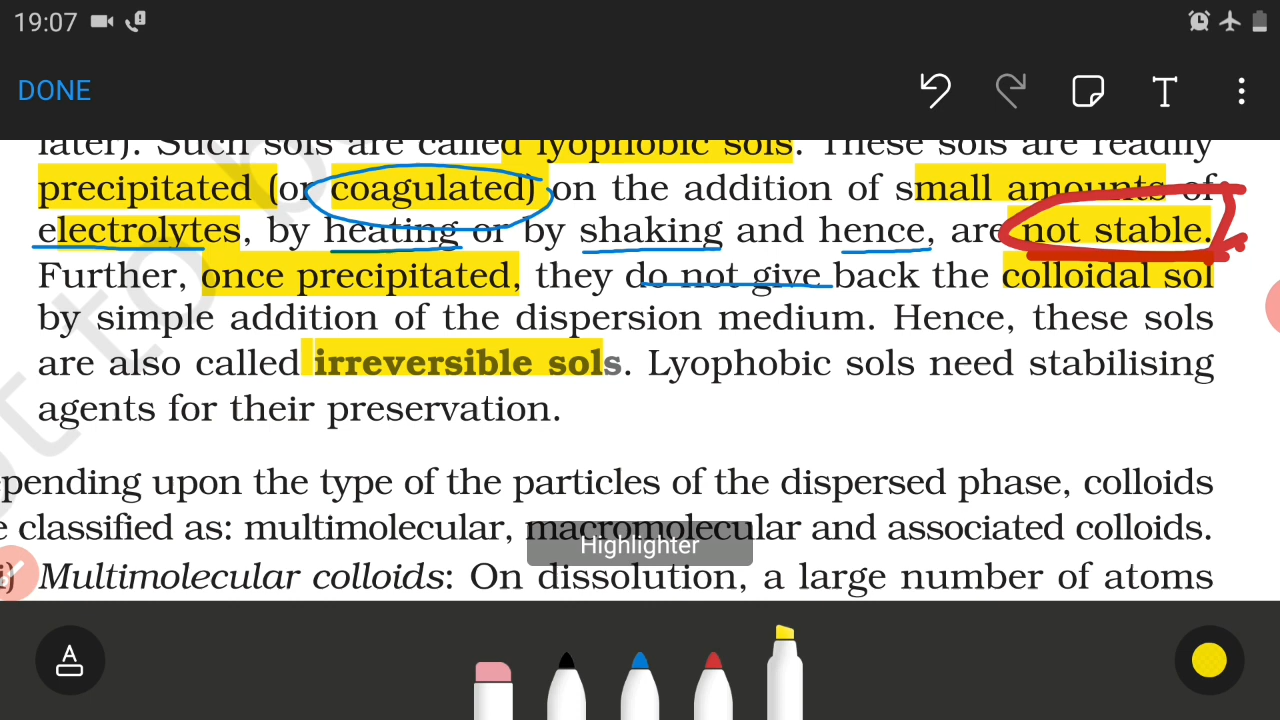 19:07
DONE
T
later). Such sols are called lyophobic sols. These sols are readily
precipitated (or coagulated) on the addition of small amounts of
electrolytes, by heating or by shaking and hence, are not stable.
Further, once precipitated, they do not give back the colloidal sol
by simple addition of the dispersion medium. Hence, these sols
are also called irreversible sols. Lyophobic sols need stabilising
agents for their preservation.
pending upon the type of the particles of the dispersed phase, colloids
e classified as: multimolecular, macromolecular and associated colloids.
Highlighter
i) Multimolecular colloids: On dissolution, a large number of atoms
A